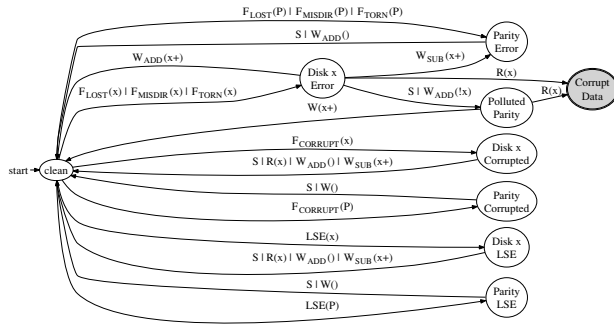 F_LOST(P) | F_MISDIR(P) | F_TORN(P)
S | W_ADD()
Parity
Error
W_ADD(x+)
W_SUB(x+)
Disk x
Error
R(x)
Corrupt
Data
F_LOST(x) | F_MISDIR(x) | F_TORN(x)
S | W_ADD(!x)
R(x)
Polluted
Parity
W(x+)
F_CORRUPT(x)
Disk x
Corrupted
S | R(x) | W_ADD() | W_SUB(x+)
start
clean
S | W()
Parity
Corrupted
F_CORRUPT(P)
LSE(x)
Disk x
LSE
S | R(x) | W_ADD() | W_SUB(x+)
S | W()
Parity
LSE
LSE(P)